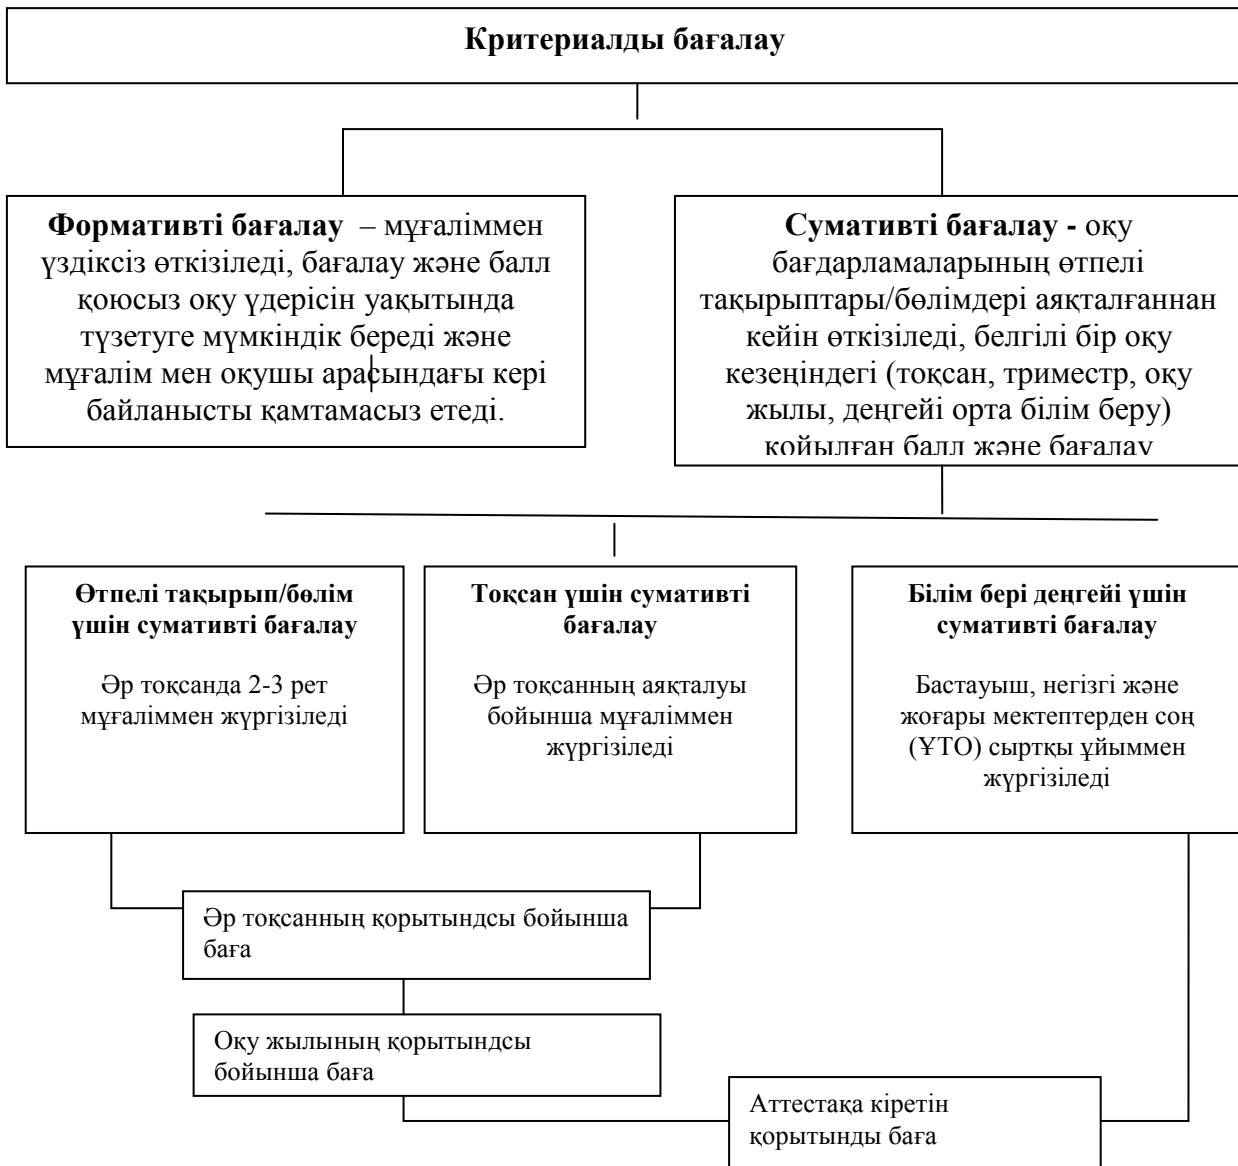 Критериалды бағалау
Формативті бағалау – мұғаліммен
үздіксіз өткізіледі, бағалау және балл
қоюсыз оқу үдерісін уақытында
түзетуге мүмкіндік береді және
мұғалім мен оқушы арасындағы кері
байланысты қамтамасыз етеді.
Сумативті бағалау - оқу
бағдарламаларының өтпелі
тақырыптары/бөлімдері аяқталғаннан
кейін өткізіледі, белгілі бір оқу
кезеңіндегі (тоқсан, триместр, оқу
жылы, деңгейі орта білім беру)
қойылған балл және бағалау
Өтпелі тақырып/бөлім
үшін сумативті бағалау
Әр тоқсанда 2-3 рет
мұғаліммен жүргізіледі
Тоқсан үшін сумативті
бағалау
Әр тоқсанның аяқталуы
бойынша мұғаліммен
жүргізіледі
Білім бері деңгейі үшін
сумативті бағалау
Бастауыш, негізгі және
жоғары мектептерден соң
(ҰТО) сыртқы ұйыммен
жүргізіледі
Әр тоқсанның қорытындсы бойынша
баға
Оқу жылының қорытындсы
бойынша баға
Аттестақа кіретін
қорытынды баға